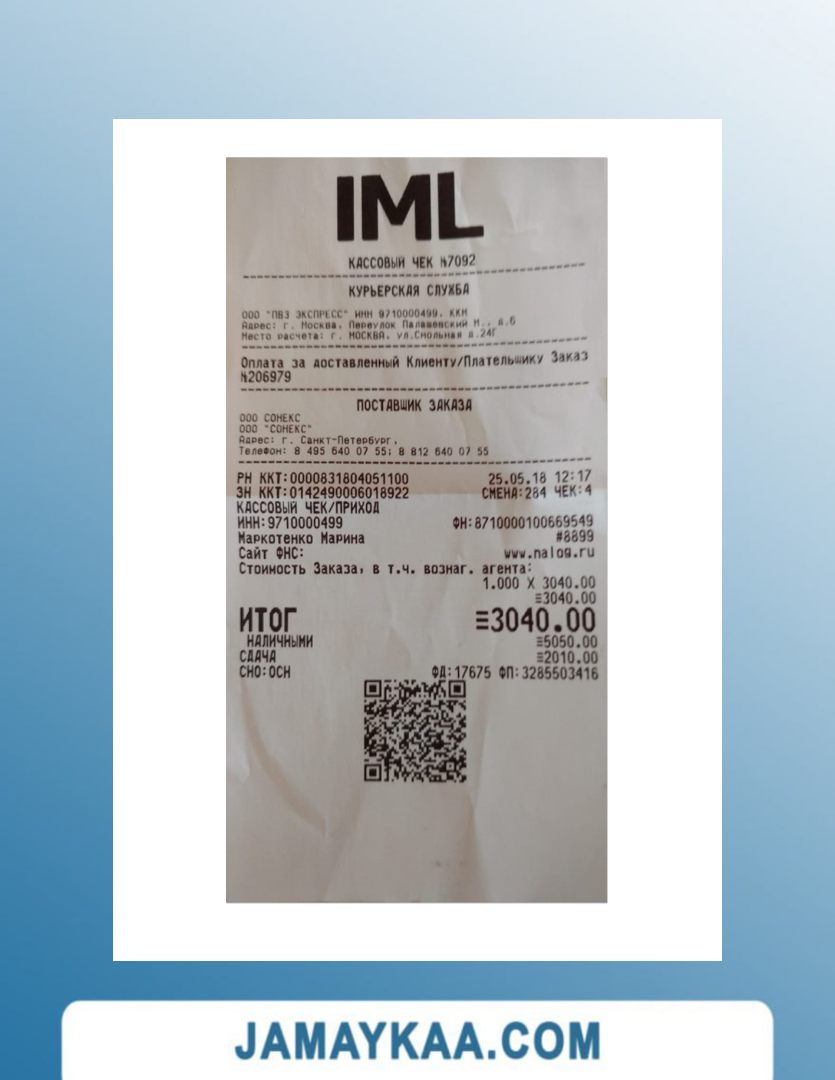 IML
КАССОВЫЙ ЧЕК №7092
КУРЬЕРСКАЯ СЛУЖБА
ООО "ПВЗ ЭКСПРЕСС" ИНН 9710000499, ККМ
Адрес: г. Москва, Переулок Палашевский М., д.6
Место расчета: г. МОСКВА, ул.Смольная д.24Г
Оплата за доставленный Клиенту/Плательщику Заказ
№206979
ПОСТАВЩИК ЗАКАЗА
ООО СОНЕКС
ООО "СОНЕКС"
Адрес: г. Санкт-Петербург,
Телефон: 8 495 640 07 55; 8 812 640 07 55
РН ККТ:0000831804051100 25.05.18 12:17
ЗН ККТ:0142490006018922 СМЕНА:284 ЧЕК:4
КАССОВЫЙ ЧЕК/ПРИХОД
ИНН:9710000499 ФН:8710000100669549
Маркотенко Марина #8899
Сайт ФНС: www.nalog.ru
Стоимость Заказа, в т.ч. вознаг. агента:
1.000 X 3040.00
≡3040.00
ИТОГ ≡3040.00
НАЛИЧНЫМИ ≡5050.00
СДАЧА ≡2010.00
СНО:ОСН ФД:17675 ФП:3285503416
JAMAYKAA.COM